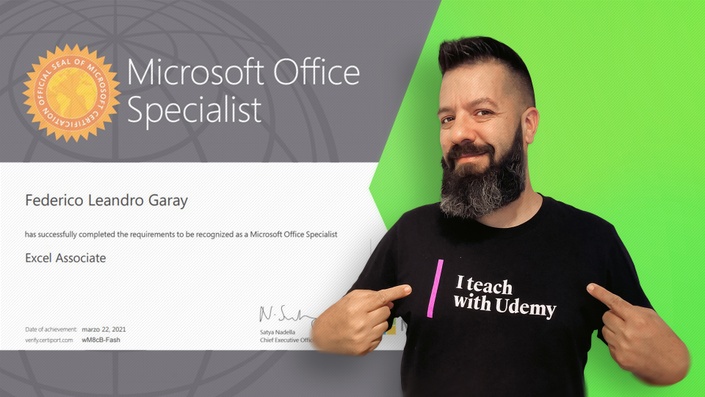 OFFICIAL SEAL OF MICROSOFT CERTIFICATION
Microsoft Office
Specialist
Federico Leandro Garay
has successfully completed the requirements to be recognized as a Microsoft Office Specialist
Excel Associate
Date of achievement: marzo 22, 2021
verify.certiport.com wM8cB-Fash
Satya Nadella
Chief Executive
I teach
with Udemy